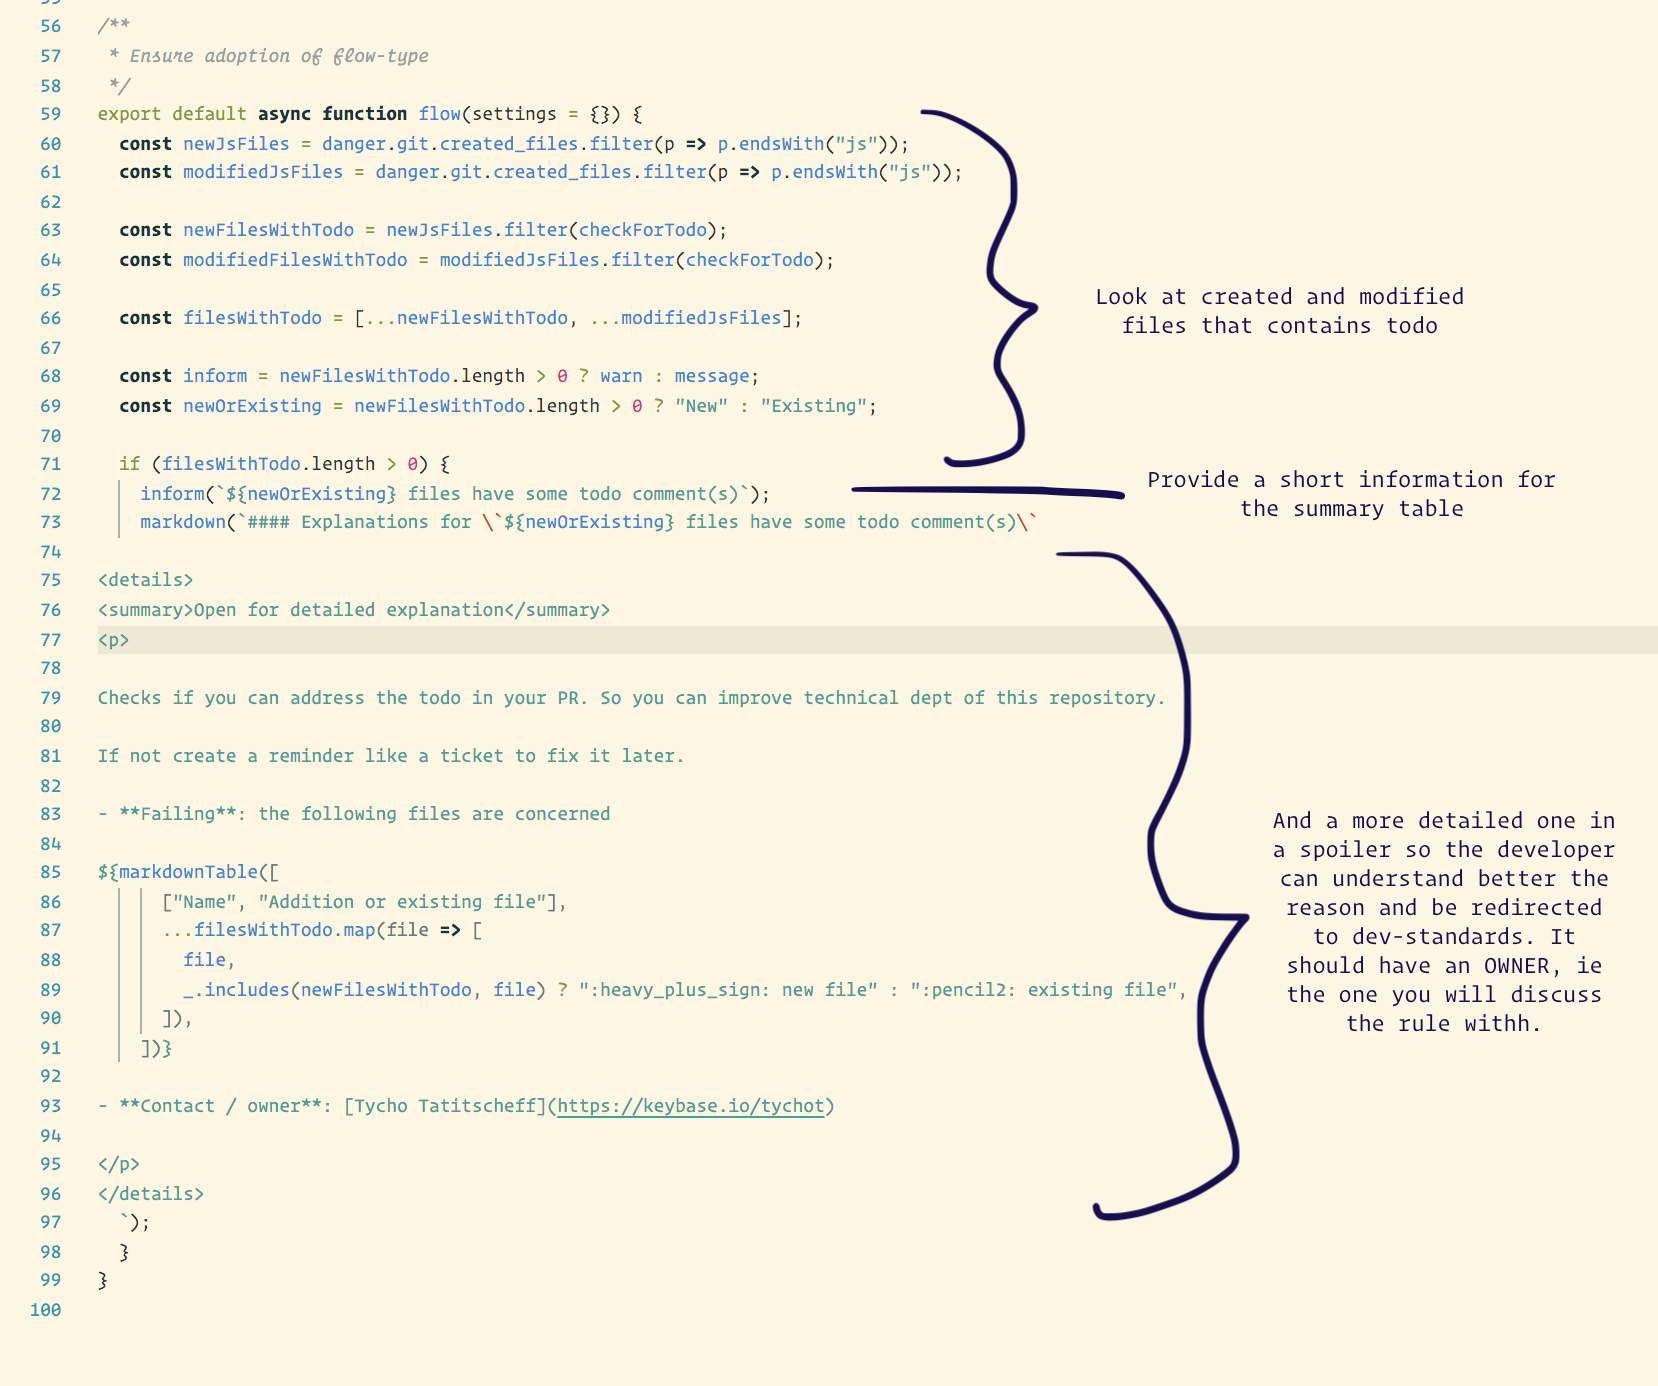 56 /**
57  * Ensure adoption of flow-type
58  */
59 export default async function flow(settings = {}) {
60   const newJsFiles = danger.git.created_files.filter(p => p.endsWith("js"));
61   const modifiedJsFiles = danger.git.created_files.filter(p => p.endsWith("js"));
62
63   const newFilesWithTodo = newJsFiles.filter(checkForTodo);
64   const modifiedFilesWithTodo = modifiedJsFiles.filter(checkForTodo);
65
66   const filesWithTodo = [...newFilesWithTodo, ...modifiedJsFiles];
67
68   const inform = newFilesWithTodo.length > 0 ? warn : message;
69   const newOrExisting = newFilesWithTodo.length > 0 ? "New" : "Existing";
70
71   if (filesWithTodo.length > 0) {
72     inform(`${newOrExisting} files have some todo comment(s)`);
73     markdown(`#### Explanations for \`${newOrExisting} files have some todo comment(s)\`
74
75 <details>
76 <summary>Open for detailed explanation</summary>
77 <p>
78
79 Checks if you can address the todo in your PR. So you can improve technical dept of this repository.
80
81 If not create a reminder like a ticket to fix it later.
82
83 - **Failing**: the following files are concerned
84
85 ${markdownTable([
86       ["Name", "Addition or existing file"],
87       ...filesWithTodo.map(file => [
88         file,
89         _.includes(newFilesWithTodo, file) ? ":heavy_plus_sign: new file" : ":pencil2: existing file",
90       ]),
91     ])}
92
93 - **Contact / owner**: [Tycho Tatitscheff](https://keybase.io/tychot)
94
95 </p>
96 </details>
97   `);
98   }
99 }
100
Look at created and modified
files that contains todo
Provide a short information for
the summary table
And a more detailed one in
a spoiler so the developer
can understand better the
reason and be redirected
to dev-standards. It
should have an OWNER, ie
the one you will discuss
the rule withh.